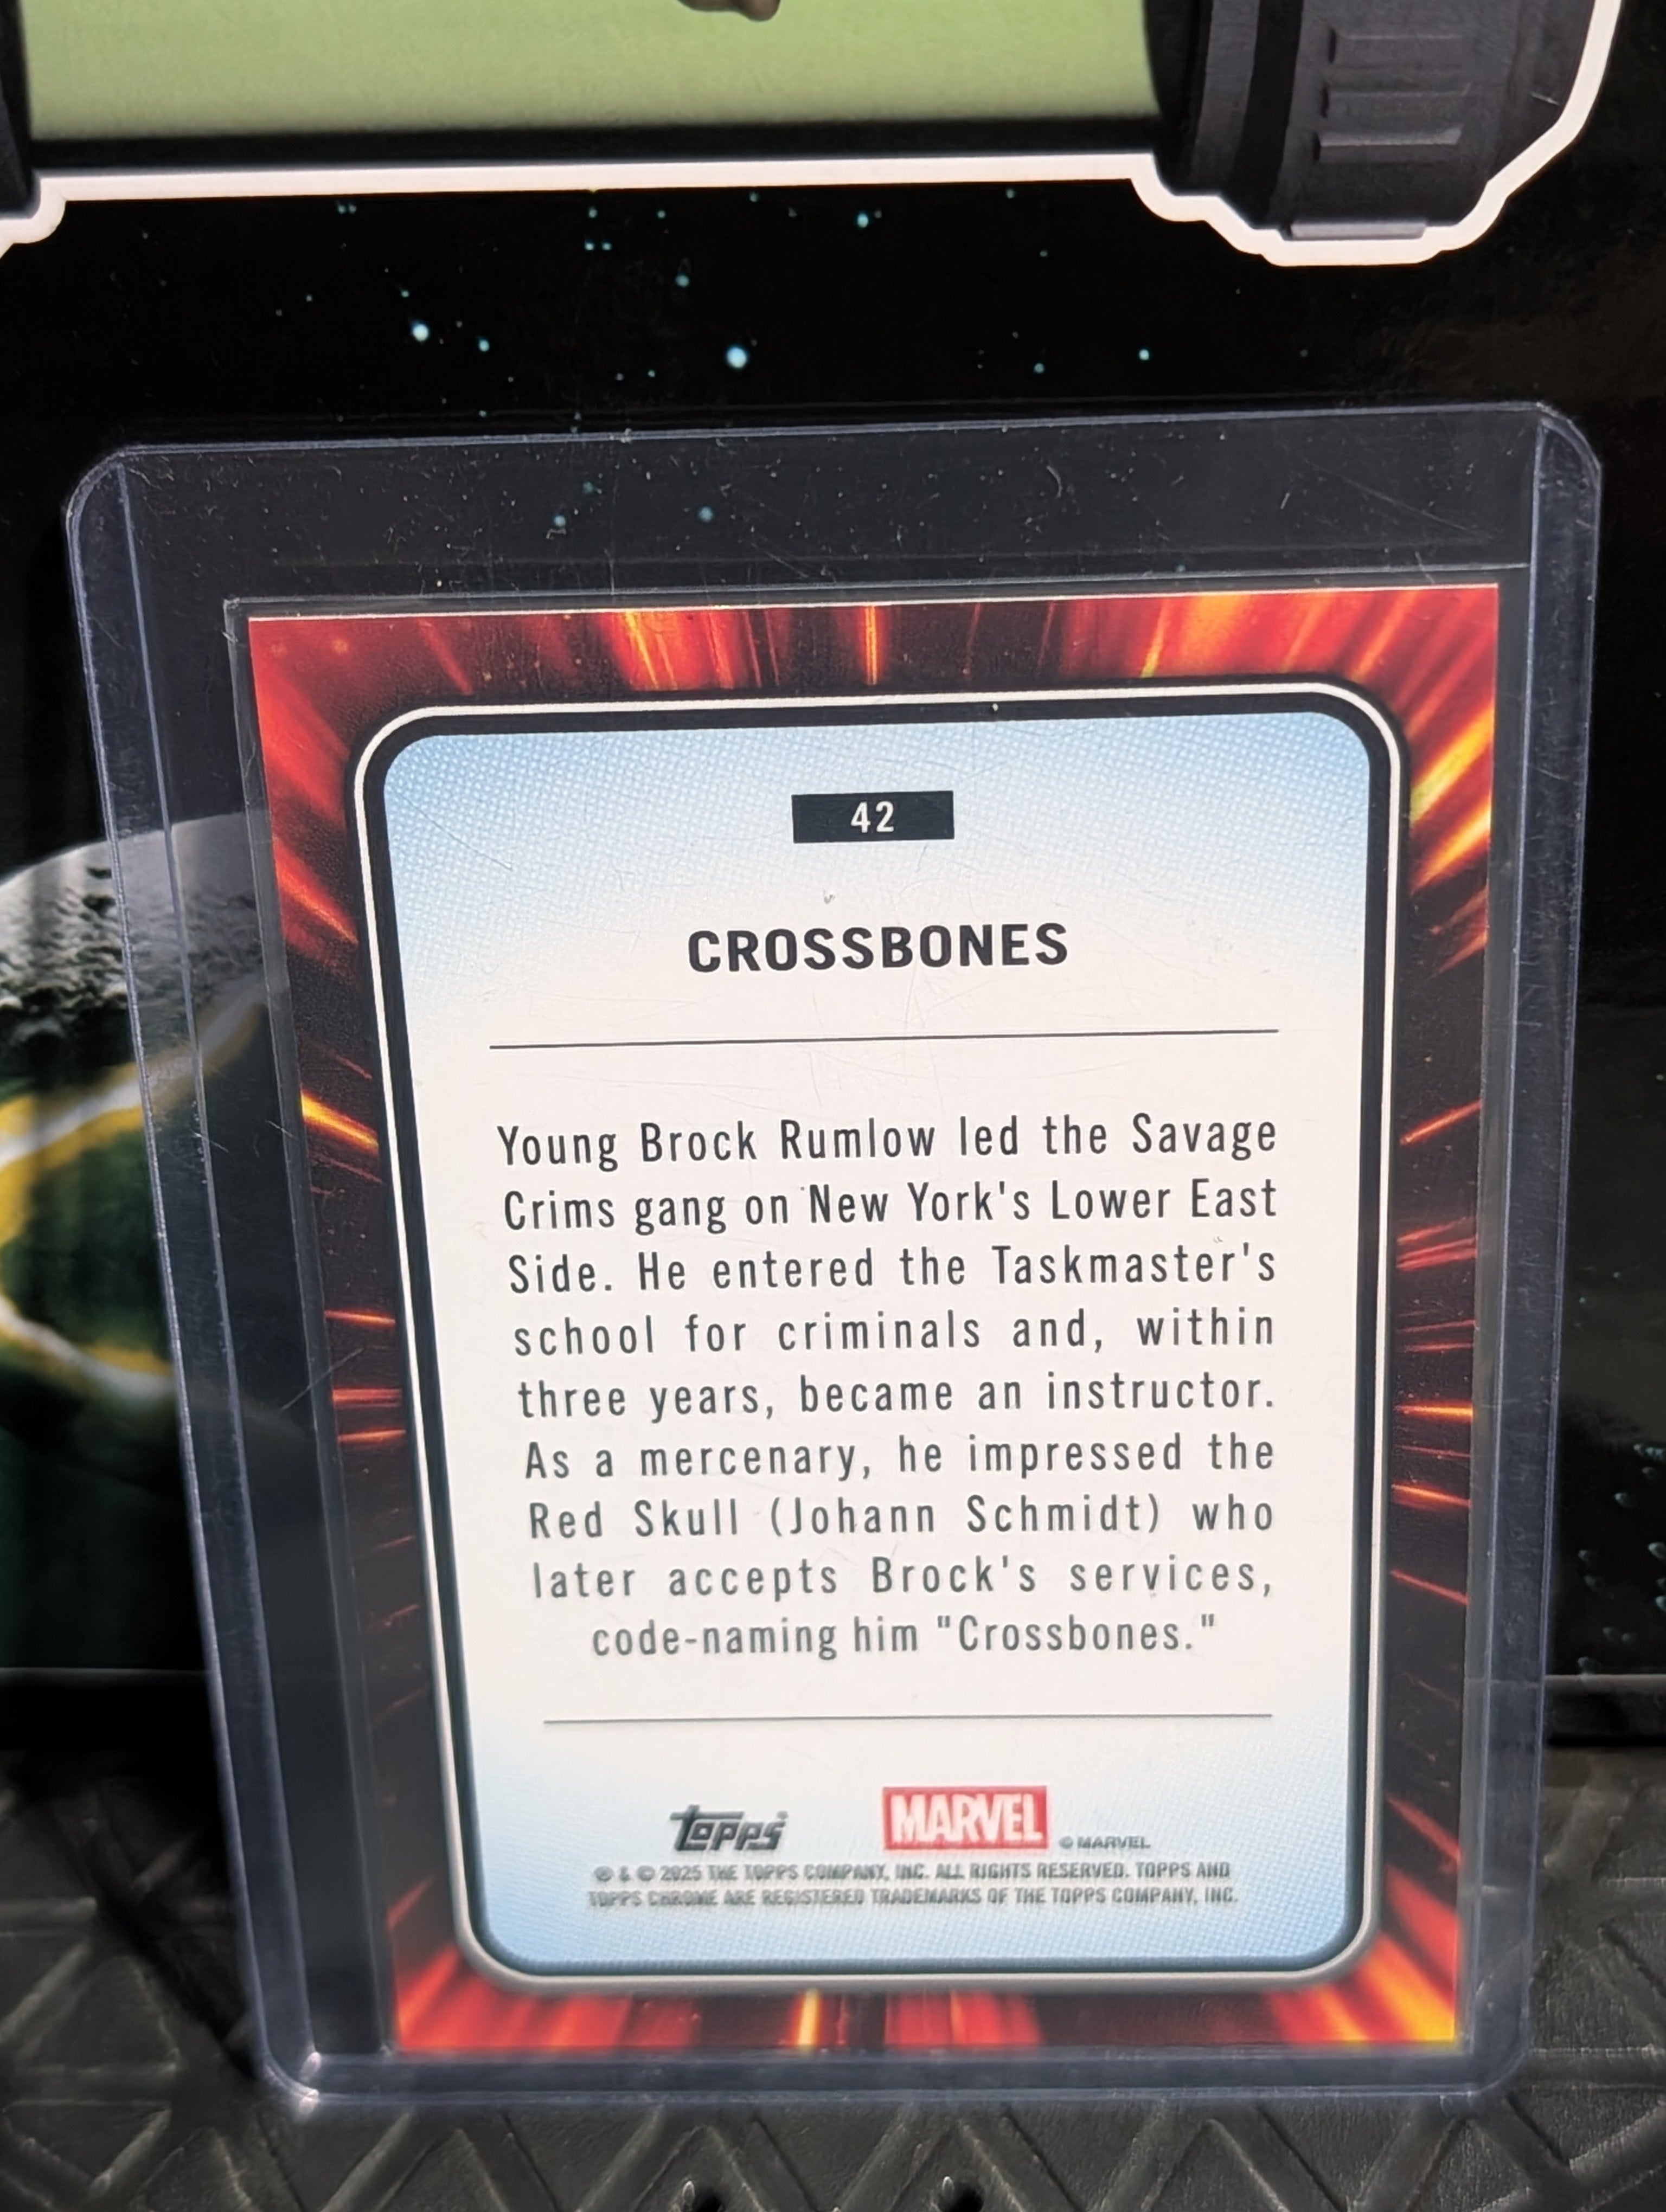 42
CROSSBONES
Young Brock Rumlow led the Savage
Crims gang on New York's Lower East
Side. He entered the Taskmaster's
school for criminals and, within
three years, became an instructor.
As a mercenary, he impressed the
Red Skull (Johann Schmidt) who
later accepts Brock's services,
code-naming him "Crossbones."
topps MARVEL © MARVEL
® & © 2025 THE TOPPS COMPANY, INC. ALL RIGHTS RESERVED. TOPPS AND
TOPPS CHROME ARE REGISTERED TRADEMARKS OF THE TOPPS COMPANY, INC.